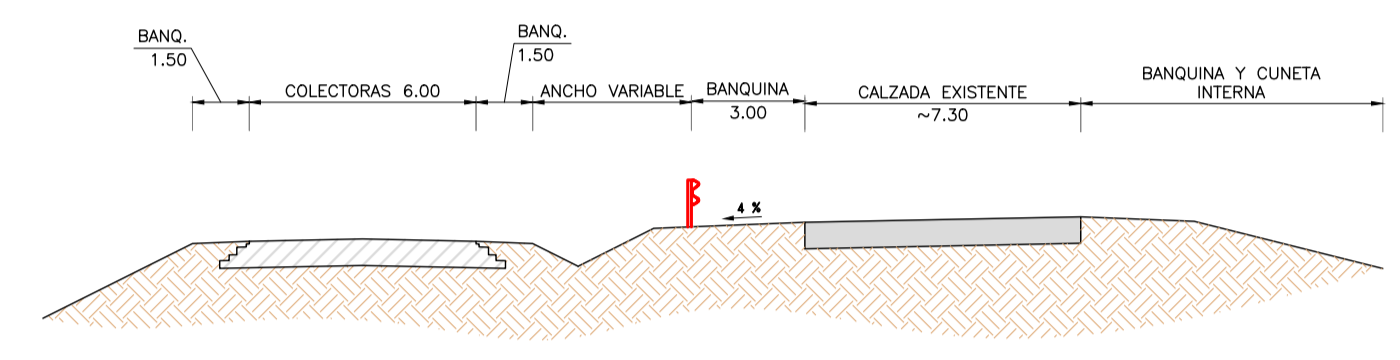 BANQ.
1.50
COLECTORAS 6.00
BANQ.
1.50
ANCHO VARIABLE
BANQUINA
3.00
CALZADA EXISTENTE
~7.30
BANQUINA Y CUNETA
INTERNA
4 %